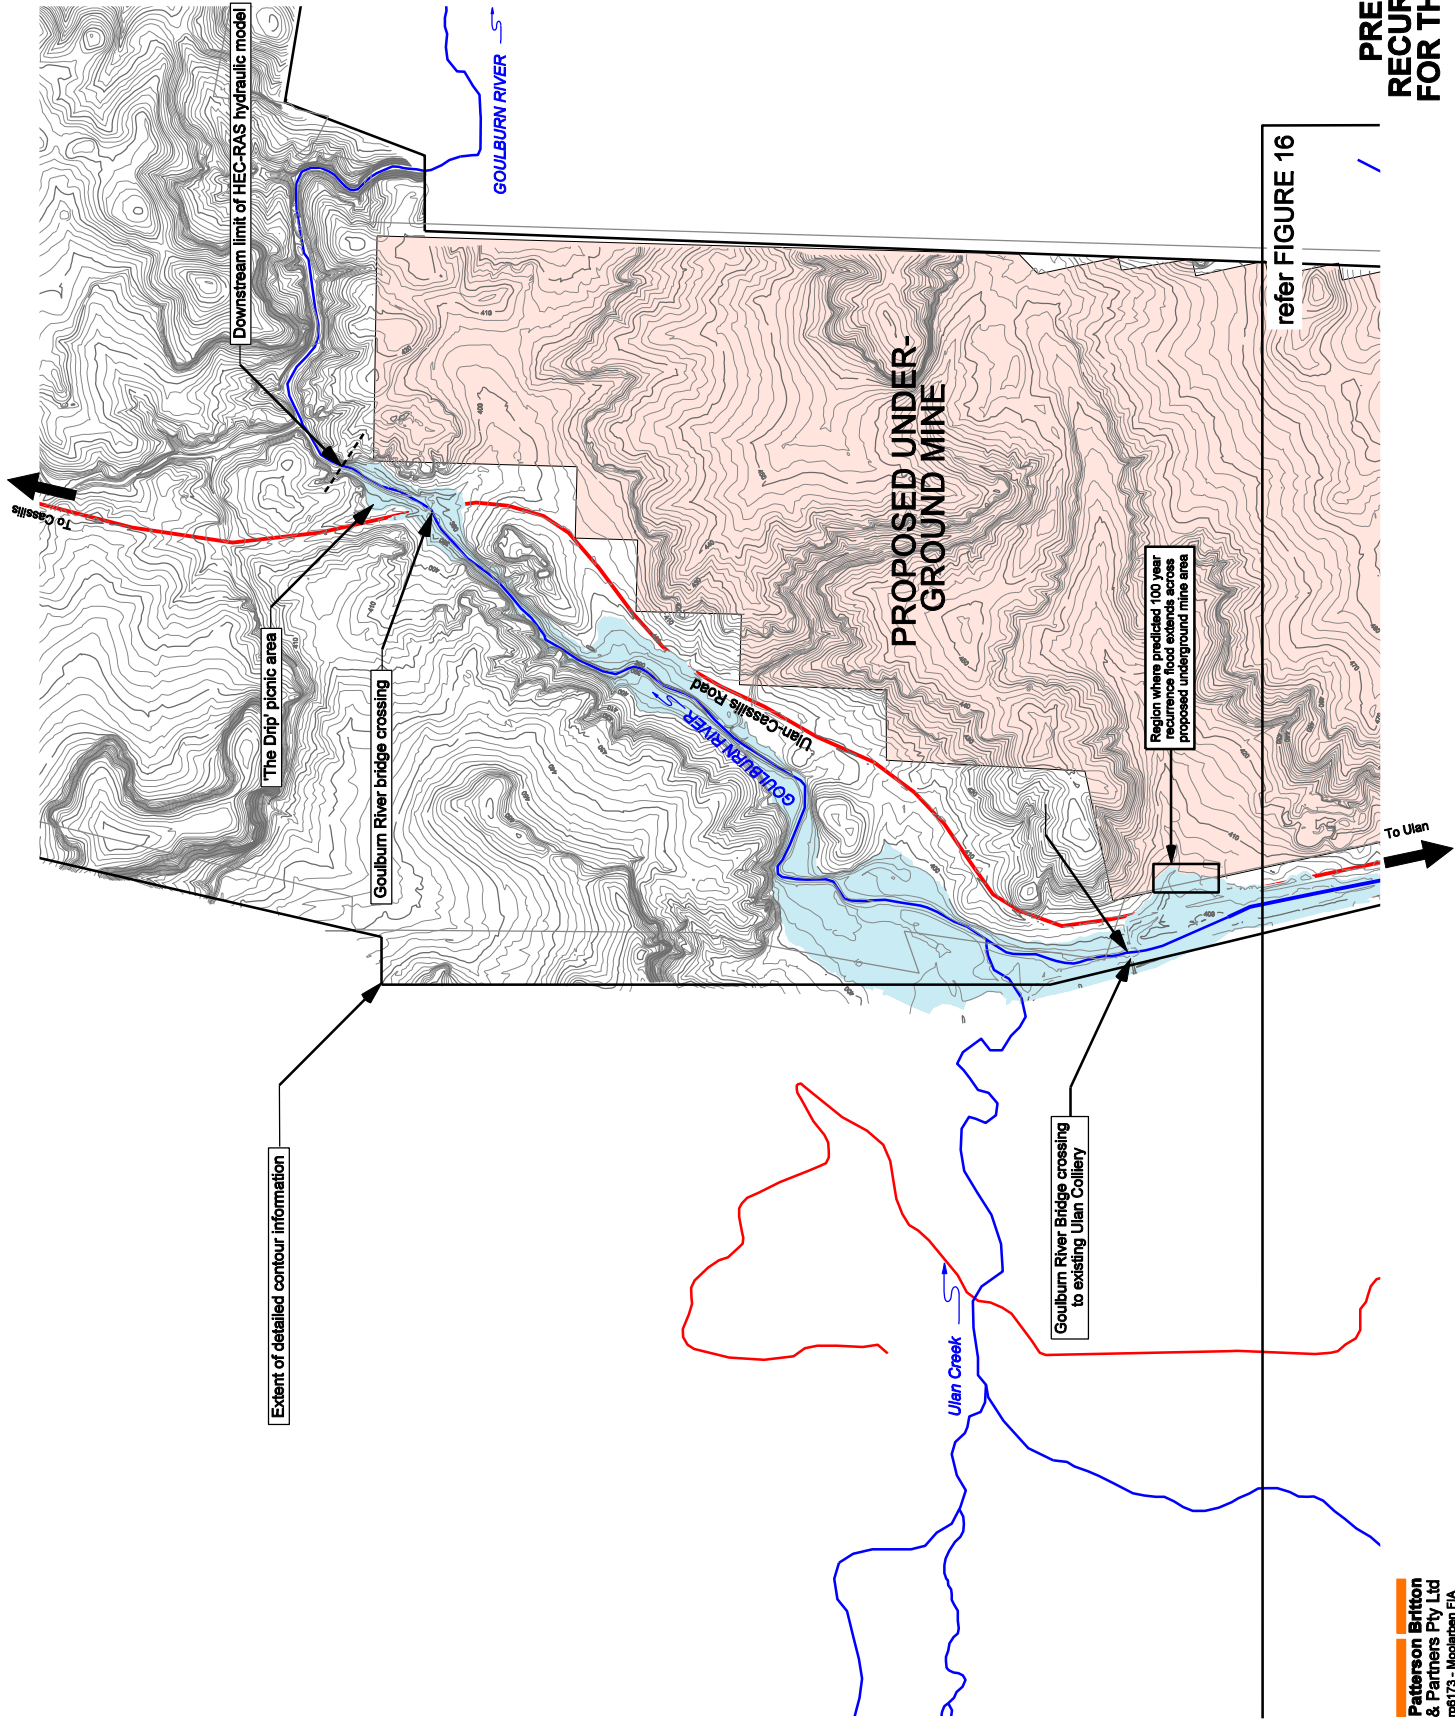 To Cassilis
Downstream limit of HEC-RAS hydraulic model
GOULBURN RIVER
'The Drip' picnic area
Goulburn River bridge crossing
Extent of detailed contour information
GOULBURN RIVER
Ulan-Cassilis Road
PROPOSED UNDER-
GROUND MINE
Region where predicted 100 year
recurrence flood extends across
proposed underground mine area
Goulburn River Bridge crossing
to existing Ulan Colliery
Ulan Creek
refer FIGURE 16
To Ulan
PRE
RECUR
FOR TH
Patterson Britton
& Partners Pty Ltd
rp6173 - Moolarben EIA